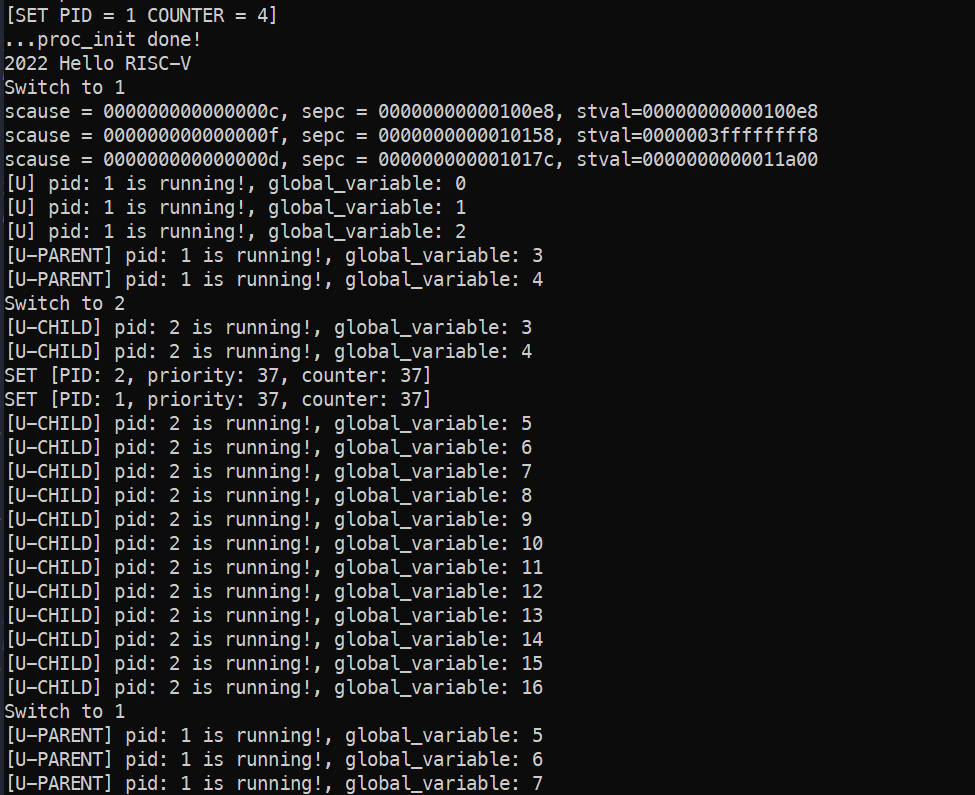 [SET PID = 1 COUNTER = 4]
...proc_init done!
2022 Hello RISC-V
Switch to 1
scause = 000000000000000c, sepc = 00000000000100e8, stval=00000000000100e8
scause = 000000000000000f, sepc = 0000000000010158, stval=0000003ffffffff8
scause = 000000000000000d, sepc = 000000000001017c, stval=0000000000011a00
[U] pid: 1 is running!, global_variable: 0
[U] pid: 1 is running!, global_variable: 1
[U] pid: 1 is running!, global_variable: 2
[U-PARENT] pid: 1 is running!, global_variable: 3
[U-PARENT] pid: 1 is running!, global_variable: 4
Switch to 2
[U-CHILD] pid: 2 is running!, global_variable: 3
[U-CHILD] pid: 2 is running!, global_variable: 4
SET [PID: 2, priority: 37, counter: 37]
SET [PID: 1, priority: 37, counter: 37]
[U-CHILD] pid: 2 is running!, global_variable: 5
[U-CHILD] pid: 2 is running!, global_variable: 6
[U-CHILD] pid: 2 is running!, global_variable: 7
[U-CHILD] pid: 2 is running!, global_variable: 8
[U-CHILD] pid: 2 is running!, global_variable: 9
[U-CHILD] pid: 2 is running!, global_variable: 10
[U-CHILD] pid: 2 is running!, global_variable: 11
[U-CHILD] pid: 2 is running!, global_variable: 12
[U-CHILD] pid: 2 is running!, global_variable: 13
[U-CHILD] pid: 2 is running!, global_variable: 14
[U-CHILD] pid: 2 is running!, global_variable: 15
[U-CHILD] pid: 2 is running!, global_variable: 16
Switch to 1
[U-PARENT] pid: 1 is running!, global_variable: 5
[U-PARENT] pid: 1 is running!, global_variable: 6
[U-PARENT] pid: 1 is running!, global_variable: 7